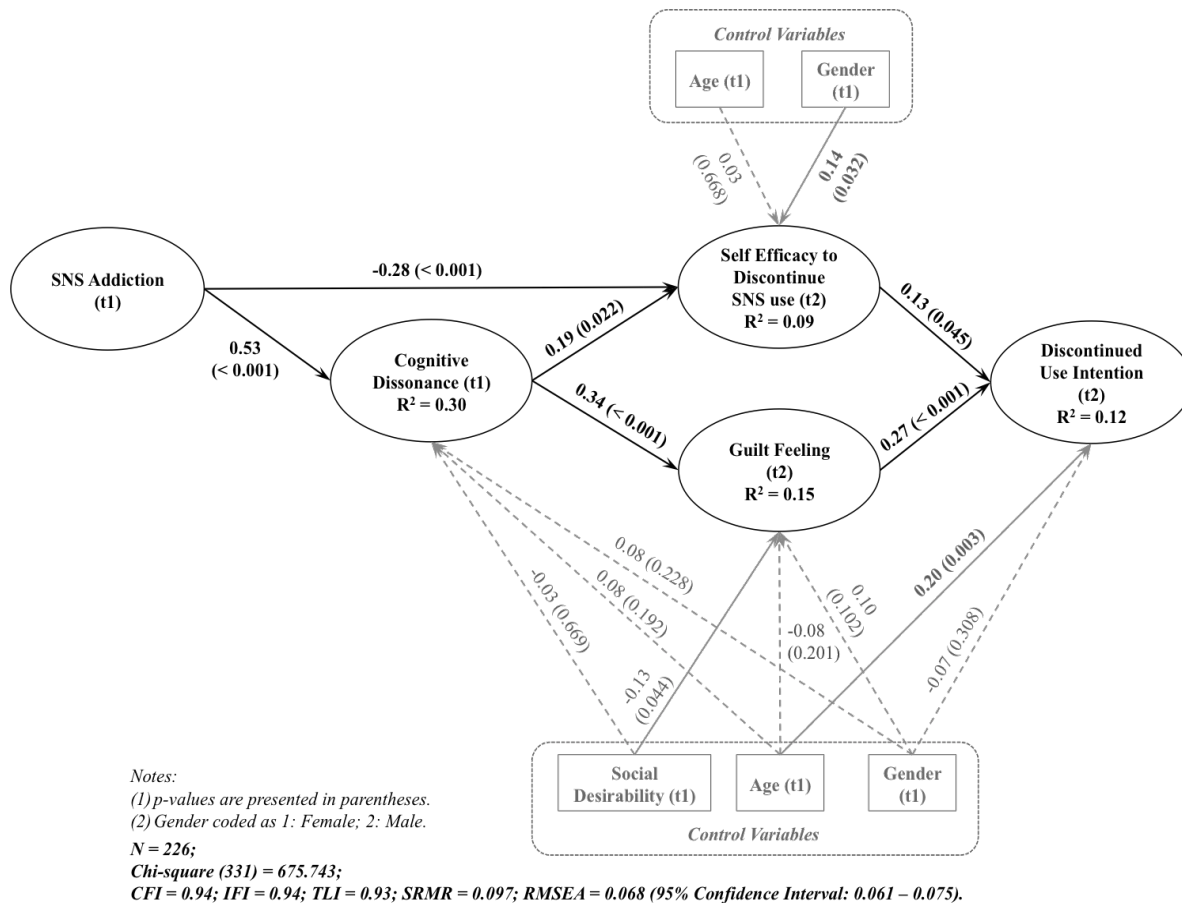 Control Variables
Age (t1)
Gender
(t1)
0.03
(0.668)
0.14
(0.032)
SNS Addiction
(t1)
-0.28 (< 0.001)
Self Efficacy to
Discontinue
SNS use (t2)
R² = 0.09
0.53
(< 0.001)
0.19 (0.022)
0.13 (0.045)
Cognitive
Dissonance (t1)
R² = 0.30
Discontinued
Use Intention
(t2)
R² = 0.12
0.34 (< 0.001)
0.27 (< 0.001)
Guilt Feeling
(t2)
R² = 0.15
-0.03 (0.669)
0.08 (0.192)
0.08 (0.228)
-0.13
(0.044)
-0.08
(0.201)
0.10
(0.102)
0.20 (0.003)
-0.07 (0.308)
Social
Desirability (t1)
Age (t1)
Gender
(t1)
Control Variables
Notes:
(1) p-values are presented in parentheses.
(2) Gender coded as 1: Female; 2: Male.
N = 226;
Chi-square (331) = 675.743;
CFI = 0.94; IFI = 0.94; TLI = 0.93; SRMR = 0.097; RMSEA = 0.068 (95% Confidence Interval: 0.061 – 0.075).